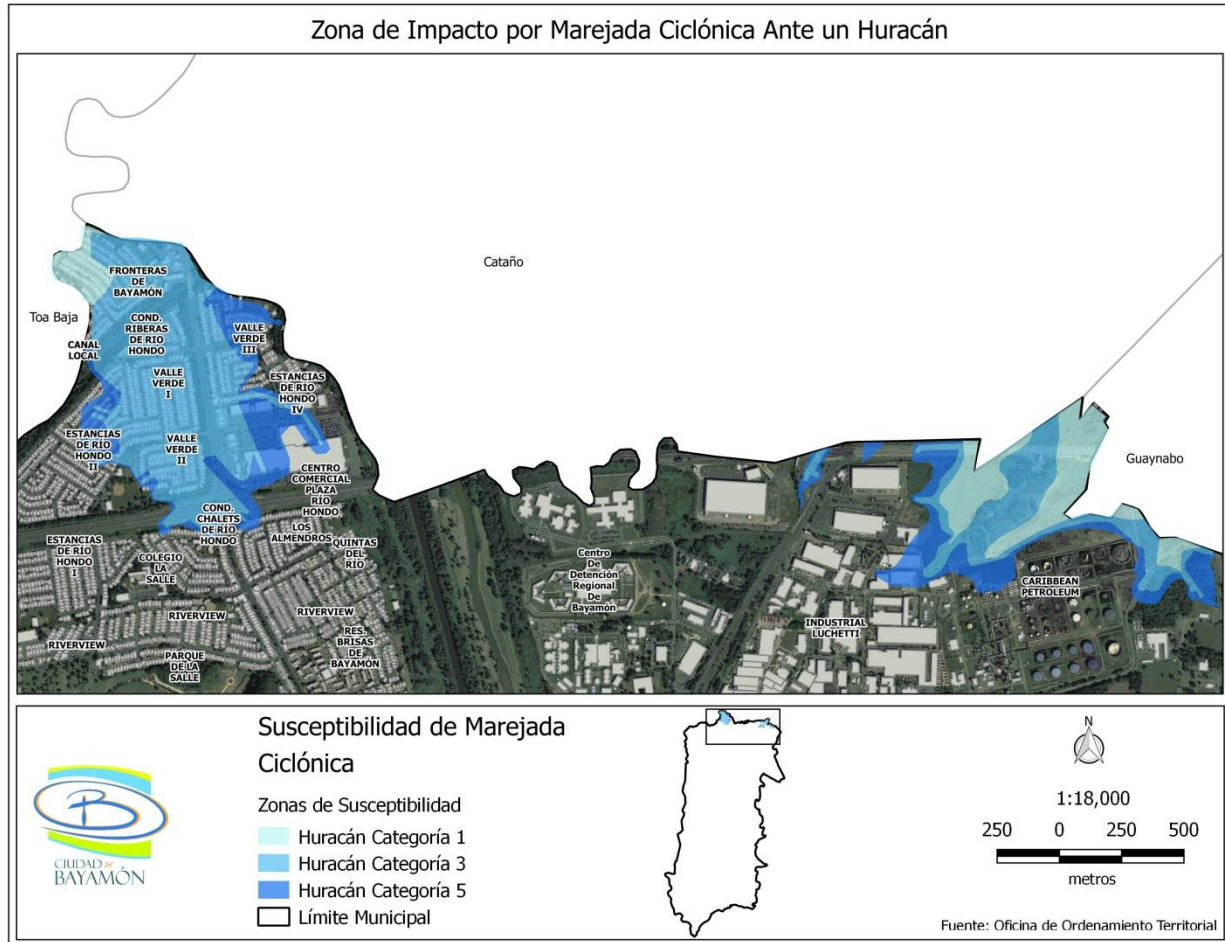 Zona de Impacto por Marejada Ciclónica Ante un Huracán
Cataño
Toa Baja
Guaynabo
FRONTERAS
DE
BAYAMÓN
COND.
RIBERAS
DE RIO
HONDO
CANAL
LOCAL
VALLE
VERDE
III
VALLE
VERDE
I
ESTANCIAS
DE RÍO
HONDO
IV
ESTANCIAS
DE RÍO
HONDO
II
VALLE
VERDE
II
CENTRO
COMERCIAL
PLAZA
RÍO
HONDO
COND.
CHALETS
DE RÍO
HONDO
LOS
ALMENDROS
QUINTAS
DEL
RÍO
ESTANCIAS
DE RÍO
HONDO
I
COLEGIO
LA
SALLE
RIVERVIEW
RIVERVIEW
RIVERVIEW
PARQUE
DE LA
SALLE
RES.
BRISAS
DE
BAYAMÓN
Centro
De
Detención
Regional
De
Bayamón
INDUSTRIAL
LUCHETTI
CARIBBEAN
PETROLEUM
CIUDAD de
BAYAMÓN
Susceptibilidad de Marejada
Ciclónica
Zonas de Susceptibilidad
Huracán Categoría 1
Huracán Categoría 3
Huracán Categoría 5
Límite Municipal
N
1:18,000
250 0 250 500
metros
Fuente: Oficina de Ordenamiento Territorial